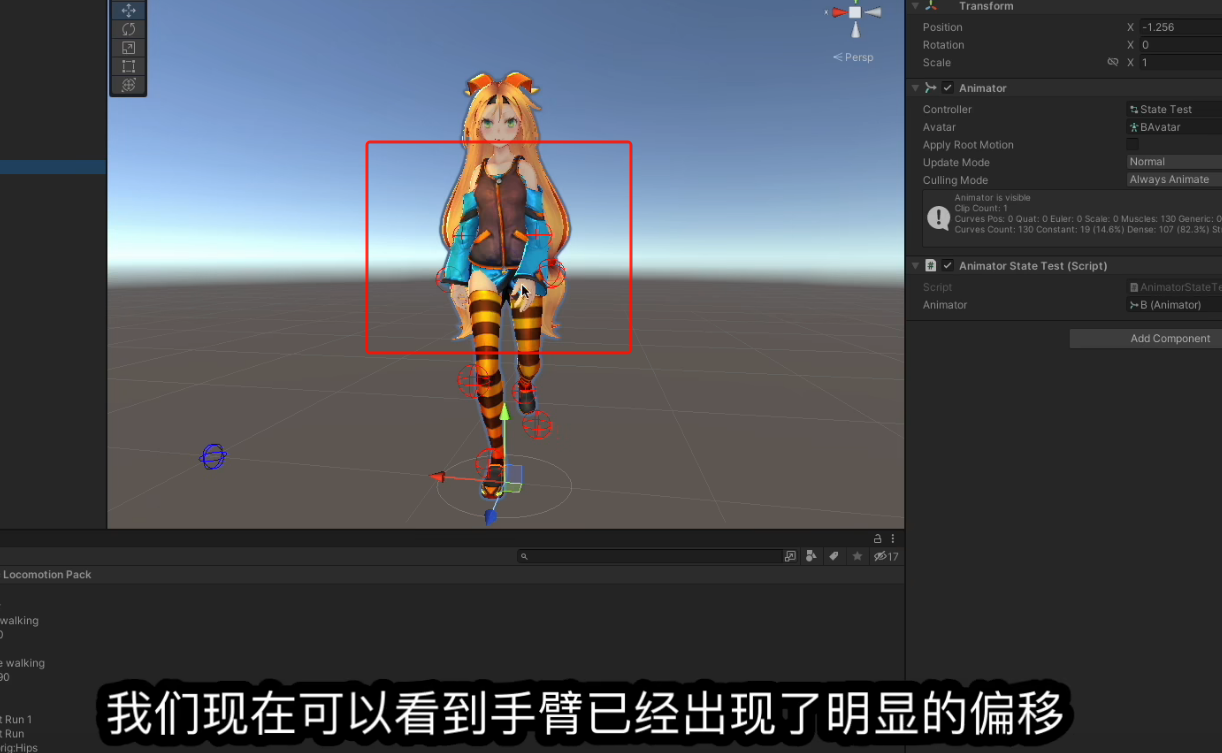 Transform
Position X -1.256
Rotation X 0
Scale X 1
x
Persp
Animator
Controller State Test
Avatar BAvatar
Apply Root Motion
Update Mode Normal
Culling Mode Always Animate
Animator is visible
Clip Count: 1
Curves Pos: 0 Quat: 0 Euler: 0 Scale: 0 Muscles: 130 Generic: 0
Curves Count: 130 Constant: 19 (14.6%) Dense: 107 (82.3%) St
# Animator State Test (Script)
Script AnimatorStateTe
Animator B (Animator)
Add Component
17
Locomotion Pack
walking
0
e walking
90
t Run 1
t Run
rig:Hips
我们现在可以看到手臂已经出现了明显的偏移